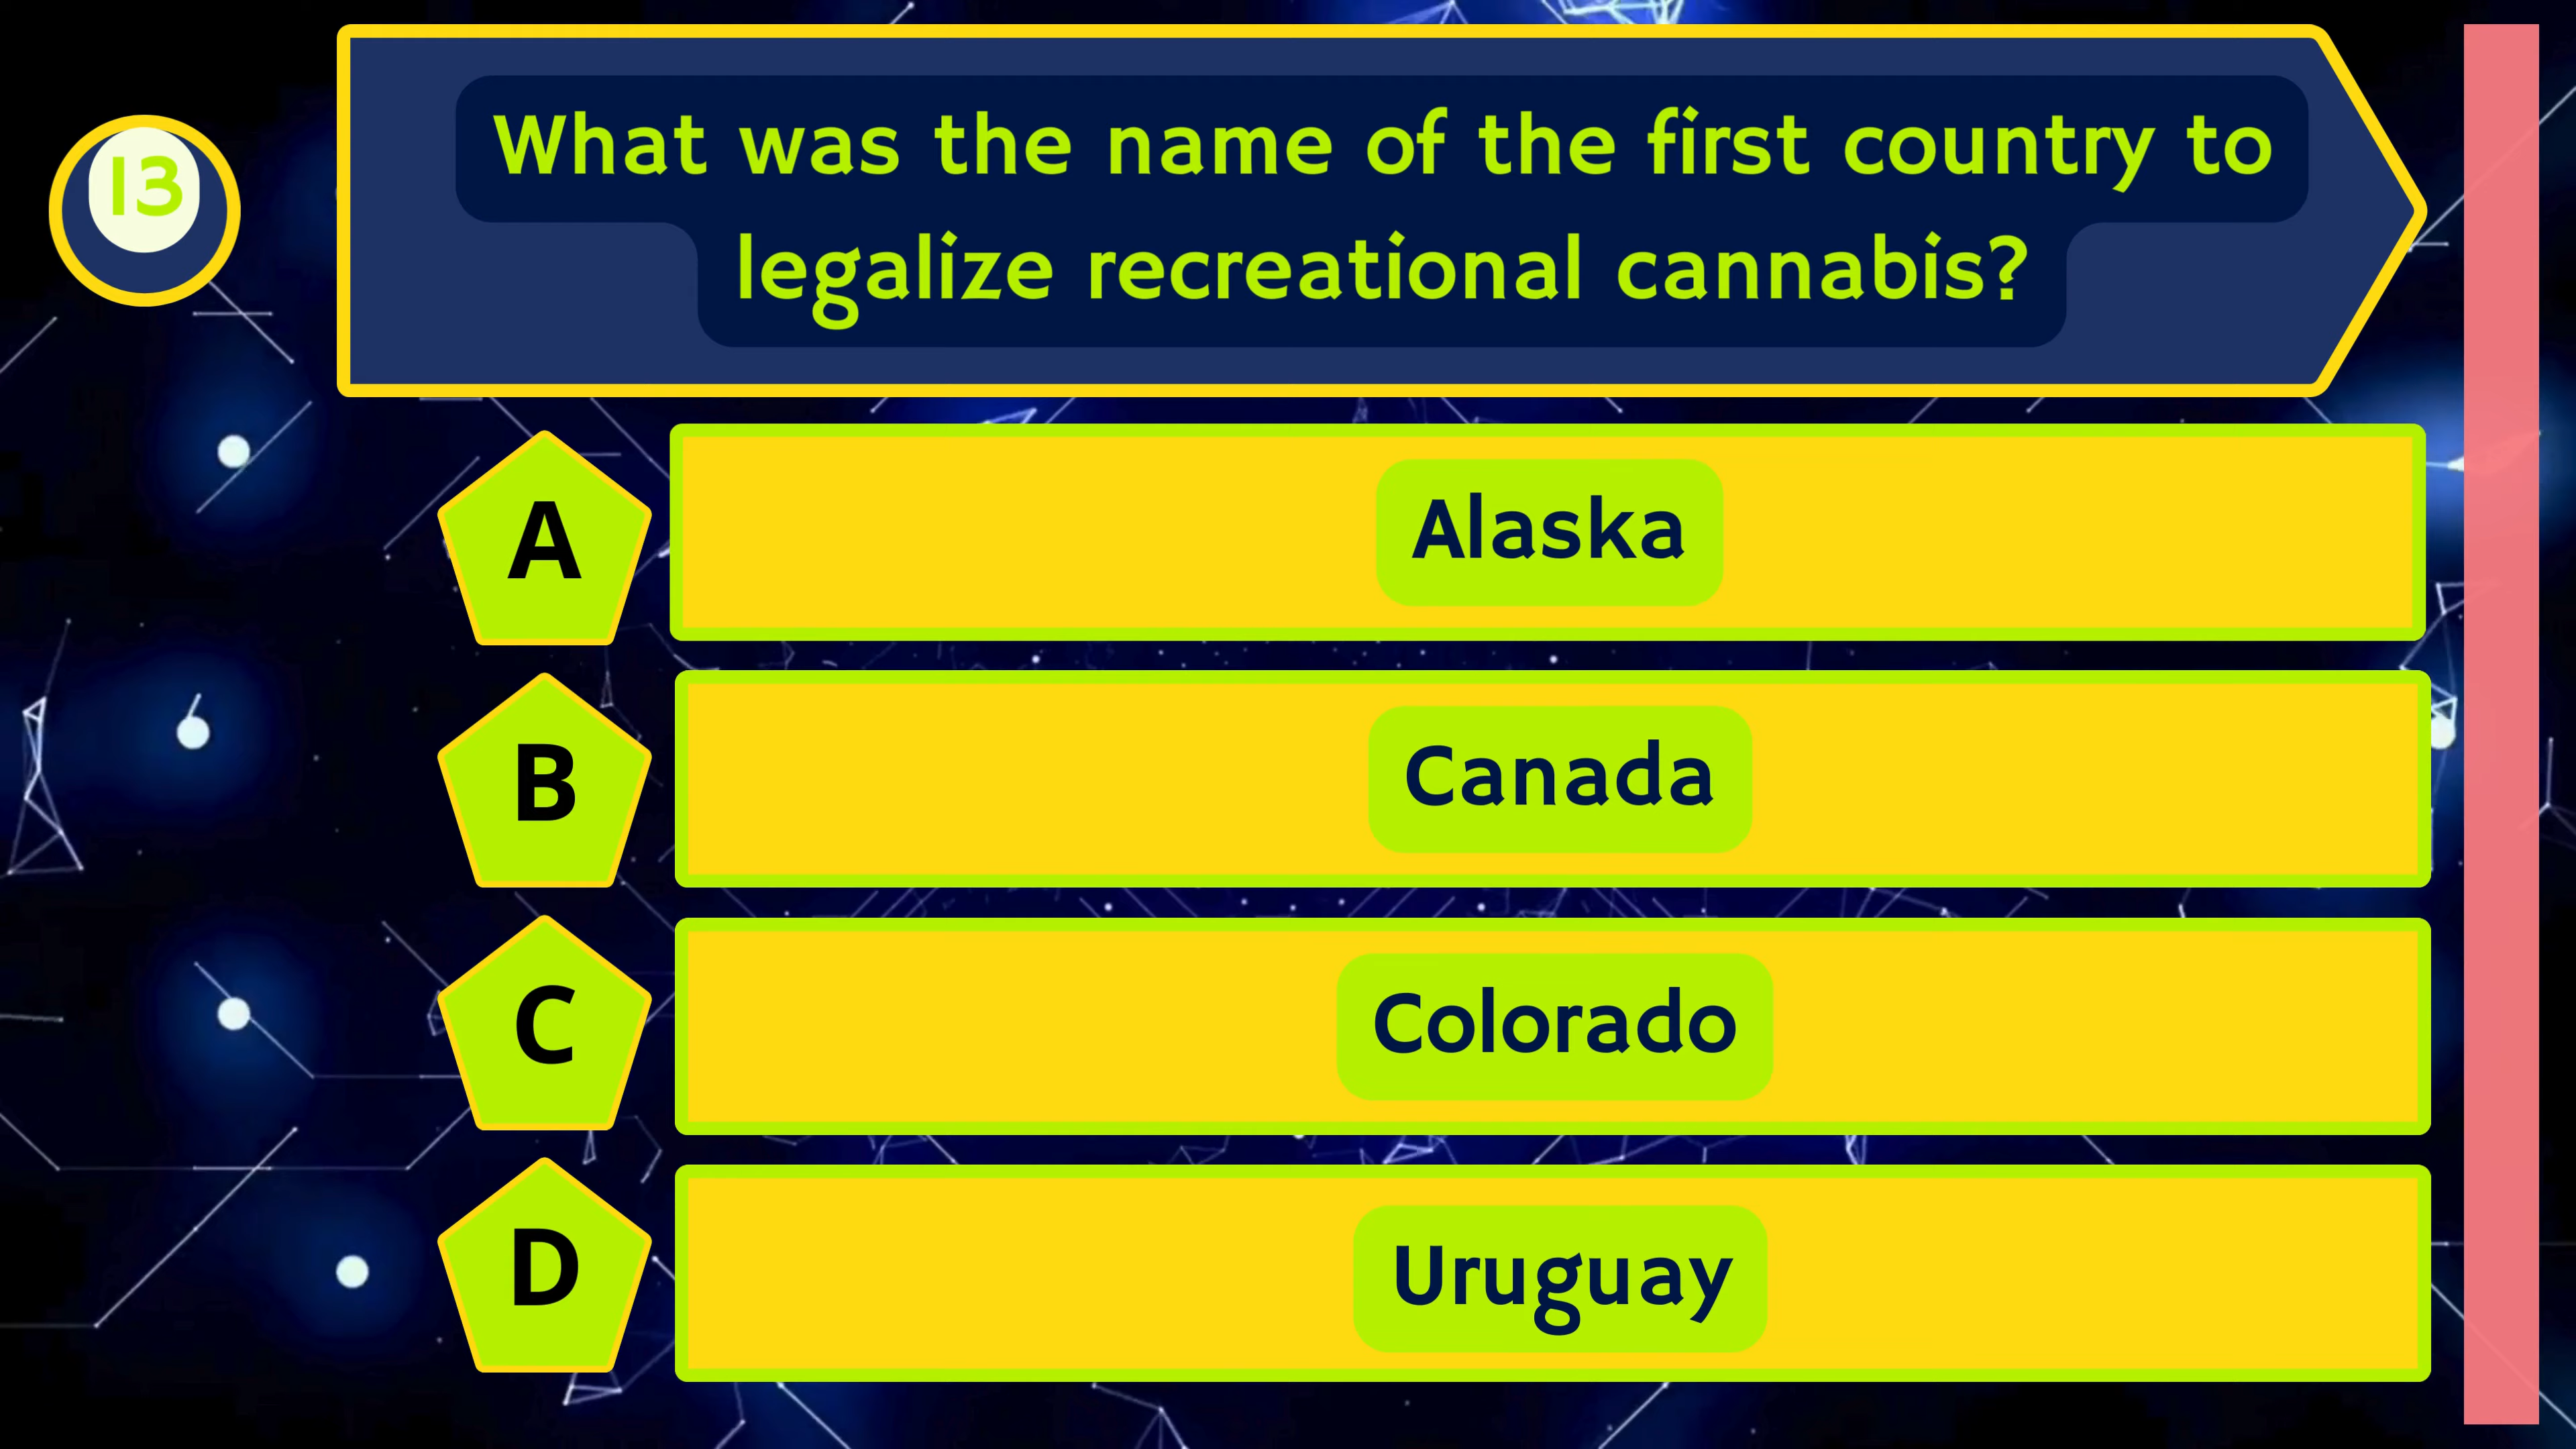 13
What was the name of the first country to
legalize recreational cannabis?
A
Alaska
B
Canada
C
Colorado
D
Uruguay